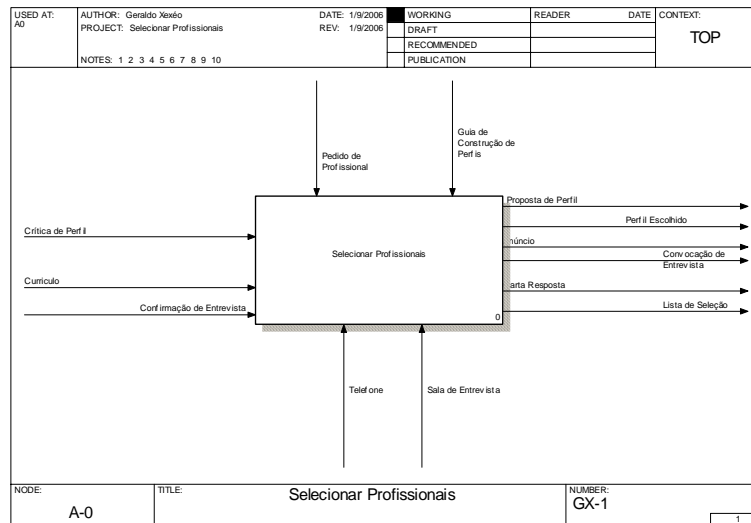 USED AT:
A0
AUTHOR: Geraldo Xexéo
DATE: 1/9/2006
PROJECT: Selecionar Profissionais
REV: 1/9/2006
NOTES: 1 2 3 4 5 6 7 8 9 10
WORKING
DRAFT
RECOMMENDED
PUBLICATION
READER
DATE
CONTEXT:
TOP
Pedido de
Profissional
Guia de
Construção de
Perfis
Crítica de Perfil
Curriculo
Confirmação de Entrevista
Selecionar Profissionais
0
Proposta de Perfil
Perfil Escolhido
núncio
Convocação de
Entrevista
arta Resposta
Lista de Seleção
Telefone
Sala de Entrevista
NODE:
A-0
TITLE:
Selecionar Profissionais
NUMBER:
GX-1
1